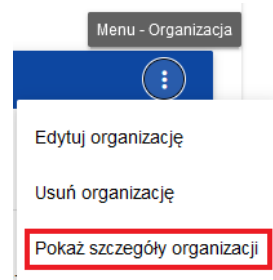 Menu - Organizacja
Edytuj organizację
Usuń organizację
Pokaż szczegóły organizacji